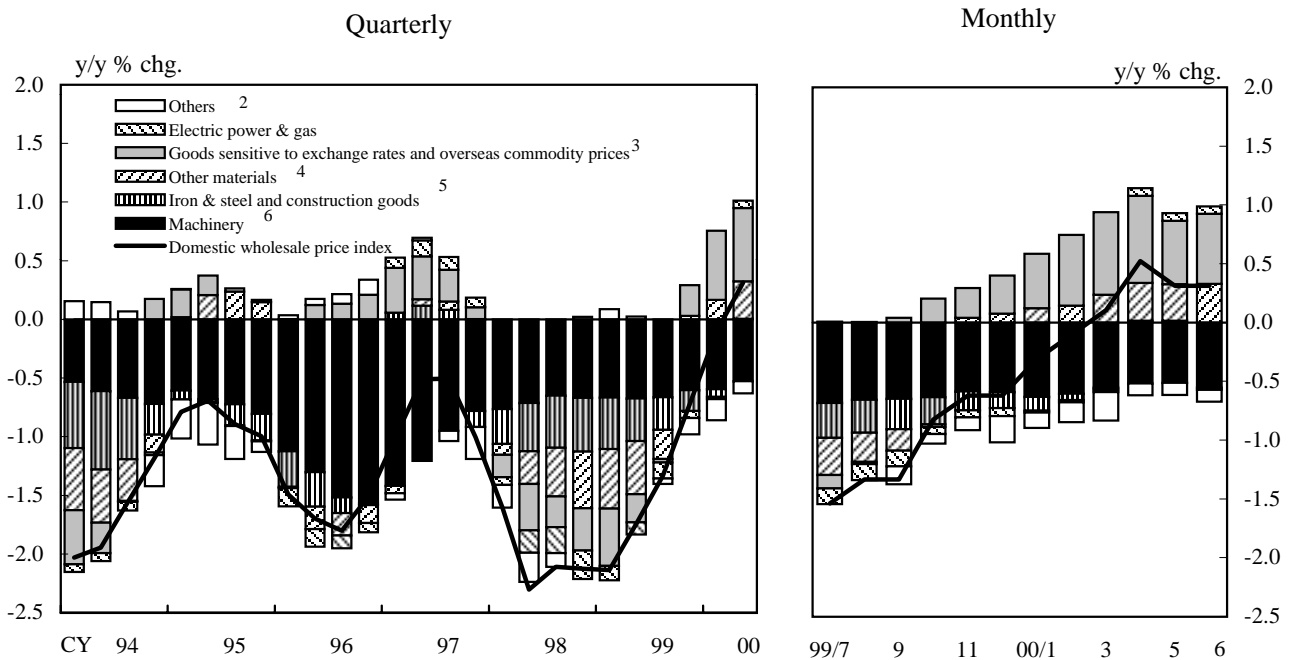 Quarterly
Monthly
y/y % chg.
y/y % chg.
2.0
1.5
1.0
0.5
0.0
-0.5
-1.0
-1.5
-2.0
-2.5
Others 2
Electric power & gas
Goods sensitive to exchange rates and overseas commodity prices 3
Other materials 4
Iron & steel and construction goods 5
Machinery 6
Domestic wholesale price index
CY 94 95 96 97 98 99 00
2.0
1.5
1.0
0.5
0.0
-0.5
-1.0
-1.5
-2.0
-2.5
99/7 9 11 00/1 3 5 6